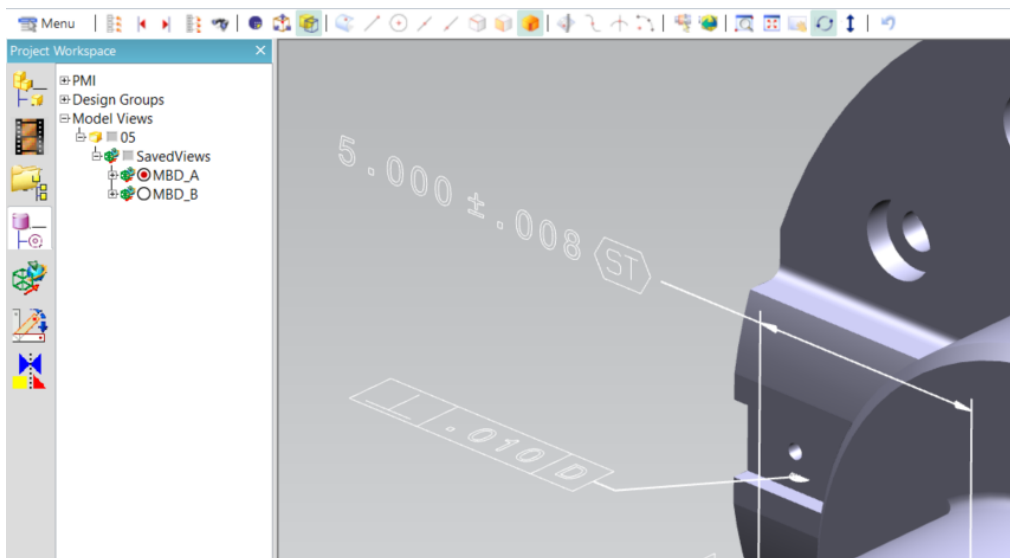 Menu
Project Workspace
PMI
Design Groups
Model Views
05
SavedViews
MBD_A
MBD_B
5.000 ±.008 ST
⊥ .010 D